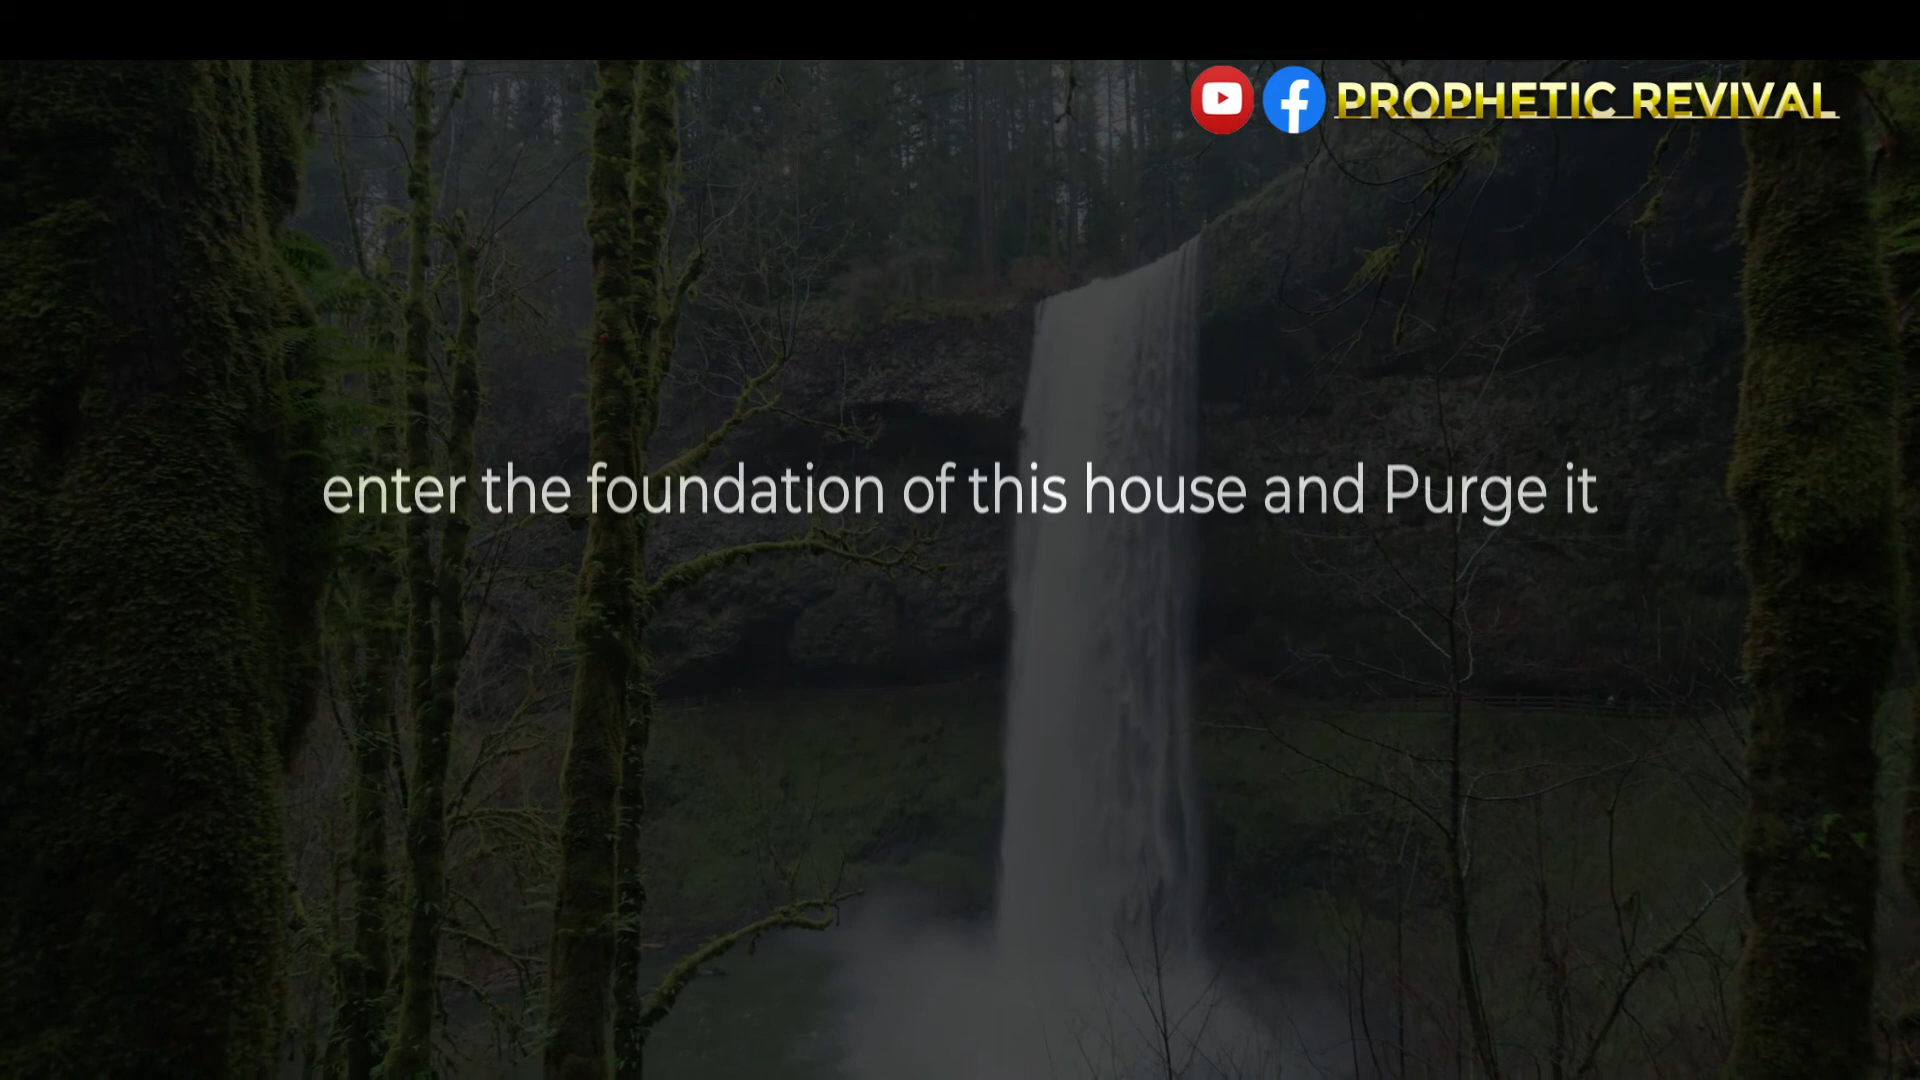 PROPHETIC REVIVAL
enter the foundation of this house and Purge it